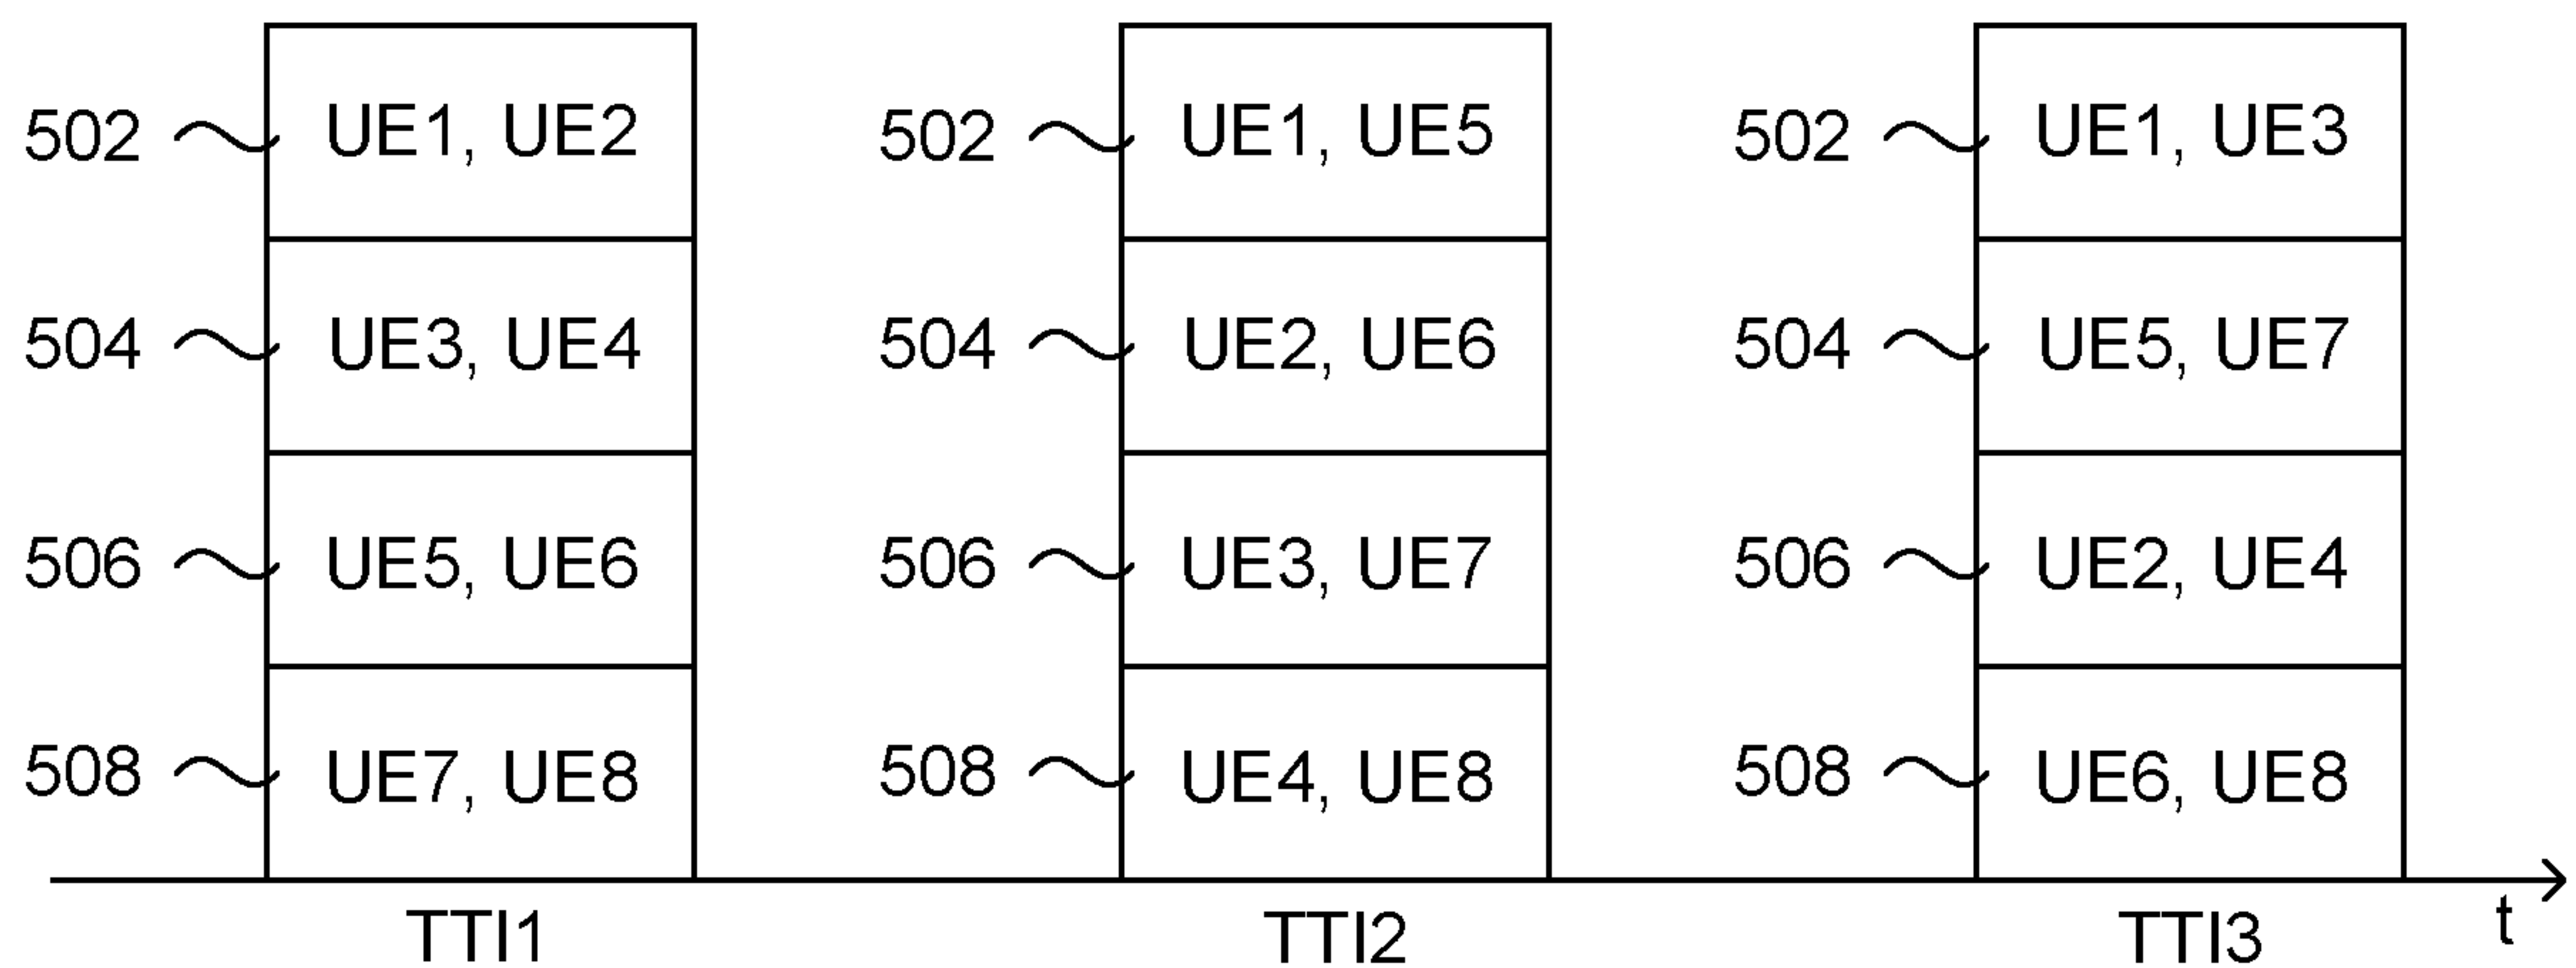 502 UE1, UE2 502 UE1, UE5 502 UE1, UE3
504 UE3, UE4 504 UE2, UE6 504 UE5, UE7
506 UE5, UE6 506 UE3, UE7 506 UE2, UE4
508 UE7, UE8 508 UE4, UE8 508 UE6, UE8
TTI1 TTI2 TTI3 t